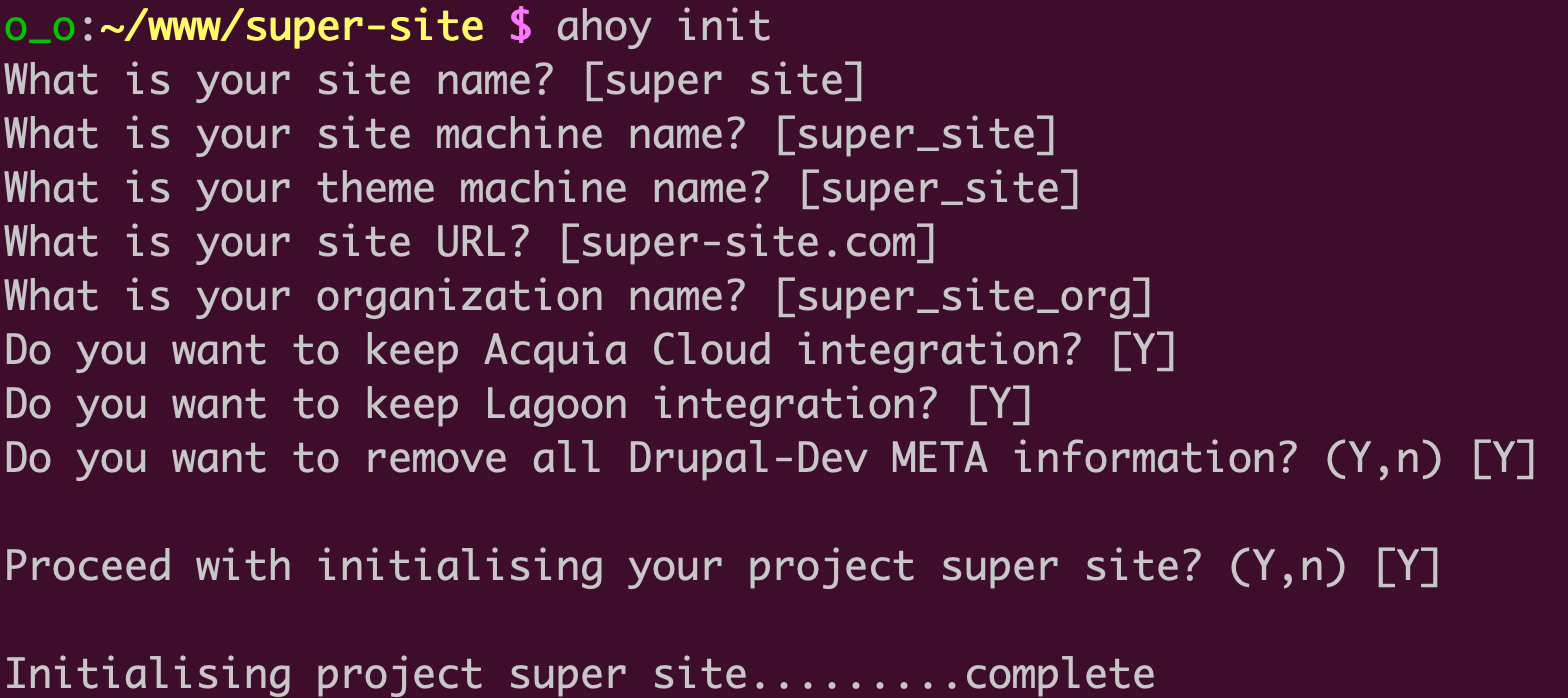 o_o:~/www/super-site $ ahoy init
What is your site name? [super site]
What is your site machine name? [super_site]
What is your theme machine name? [super_site]
What is your site URL? [super-site.com]
What is your organization name? [super_site_org]
Do you want to keep Acquia Cloud integration? [Y]
Do you want to keep Lagoon integration? [Y]
Do you want to remove all Drupal-Dev META information? (Y,n) [Y]
Proceed with initialising your project super site? (Y,n) [Y]
Initialising project super site.........complete